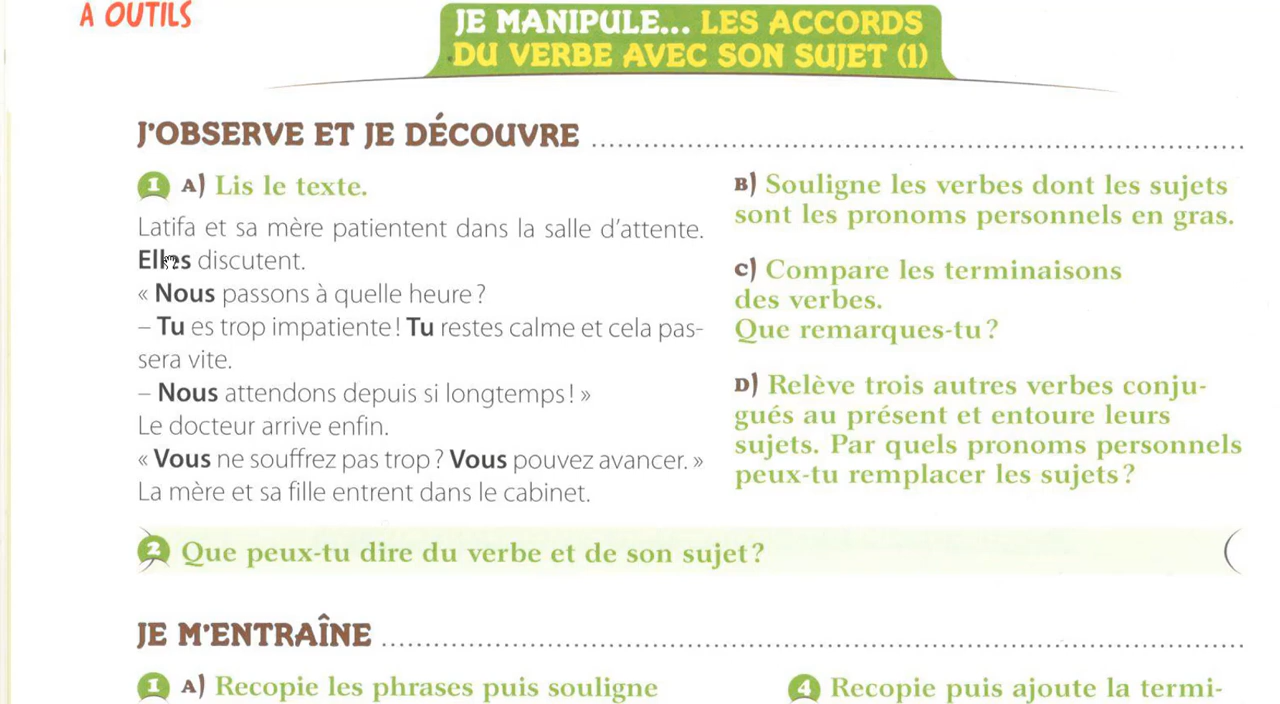 A OUTILS
JE MANIPULE... LES ACCORDS
DU VERBE AVEC SON SUJET (1)
J'OBSERVE ET JE DÉCOUVRE
1 A) Lis le texte.
Latifa et sa mère patientent dans la salle d'attente.
Elles discutent.
« Nous passons à quelle heure ?
– Tu es trop impatiente ! Tu restes calme et cela pas-
sera vite.
– Nous attendons depuis si longtemps ! »
Le docteur arrive enfin.
« Vous ne souffrez pas trop ? Vous pouvez avancer. »
La mère et sa fille entrent dans le cabinet.
B) Souligne les verbes dont les sujets
sont les pronoms personnels en gras.
C) Compare les terminaisons
des verbes.
Que remarques-tu ?
D) Relève trois autres verbes conju-
gués au présent et entoure leurs
sujets. Par quels pronoms personnels
peux-tu remplacer les sujets ?
2 Que peux-tu dire du verbe et de son sujet ?
JE M'ENTRAÎNE
1 A) Recopie les phrases puis souligne
4 Recopie puis ajoute la termi-